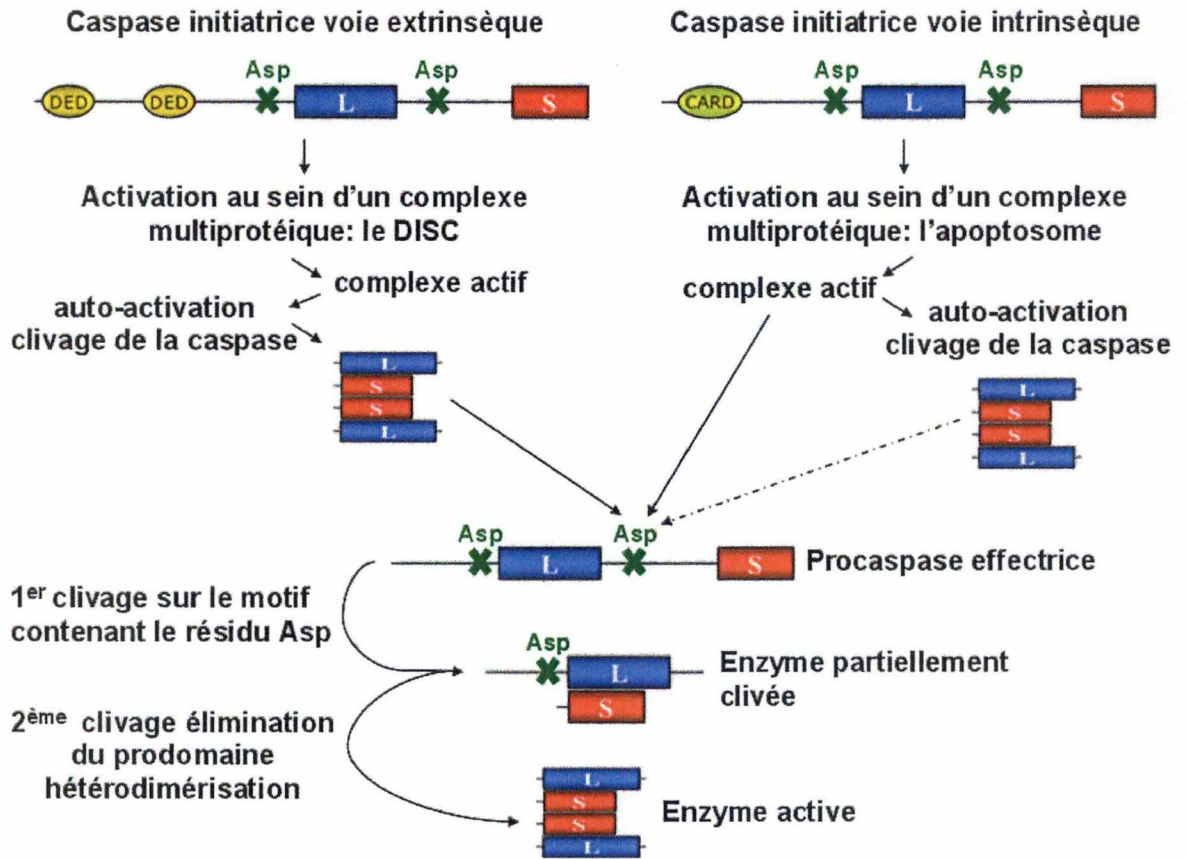 Caspase initiatrice voie extrinsèque
Asp
Asp
DED
DED
L
S
Activation au sein d'un complexe
multiprotéique: le DISC
complexe actif
auto-activation
clivage de la caspase
L
S
S
L
Caspase initiatrice voie intrinsèque
Asp
Asp
CARD
L
S
Activation au sein d'un complexe
multiprotéique: l'apoptosome
complexe actif
auto-activation
clivage de la caspase
L
S
S
L
Asp
Asp
L
S
Procaspase effectrice
1er clivage sur le motif
contenant le résidu Asp
Asp
L
S
Enzyme partiellement
clivée
2ème clivage élimination
du prodomaine
hétérodimérisation
L
S
S
L
Enzyme active